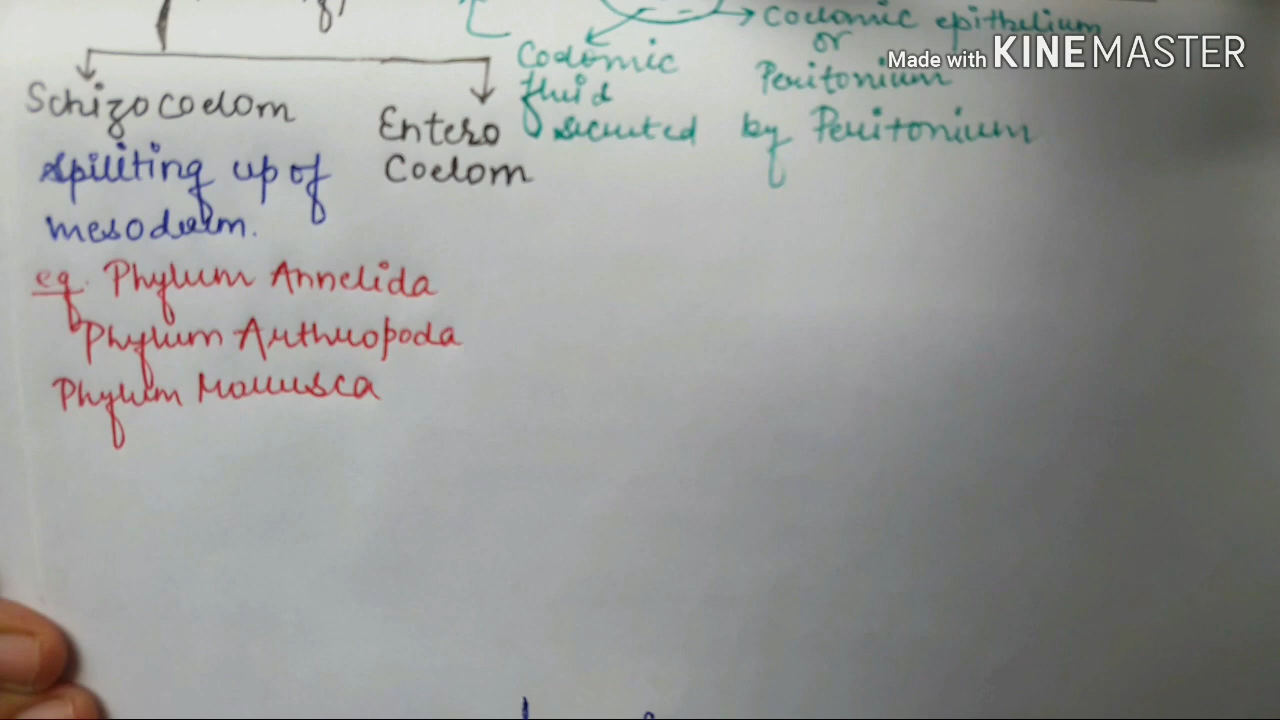 Coelomic epithelium
or
Peritonium
Coelomic
fluid
secreted by Peritonium
Made with KINEMASTER
Schizocoelom
Entero
Coelom
spiliting up of
mesoderm.
eg. Phylum Annelida
Phylum Arthropoda
Phylum Mollusca